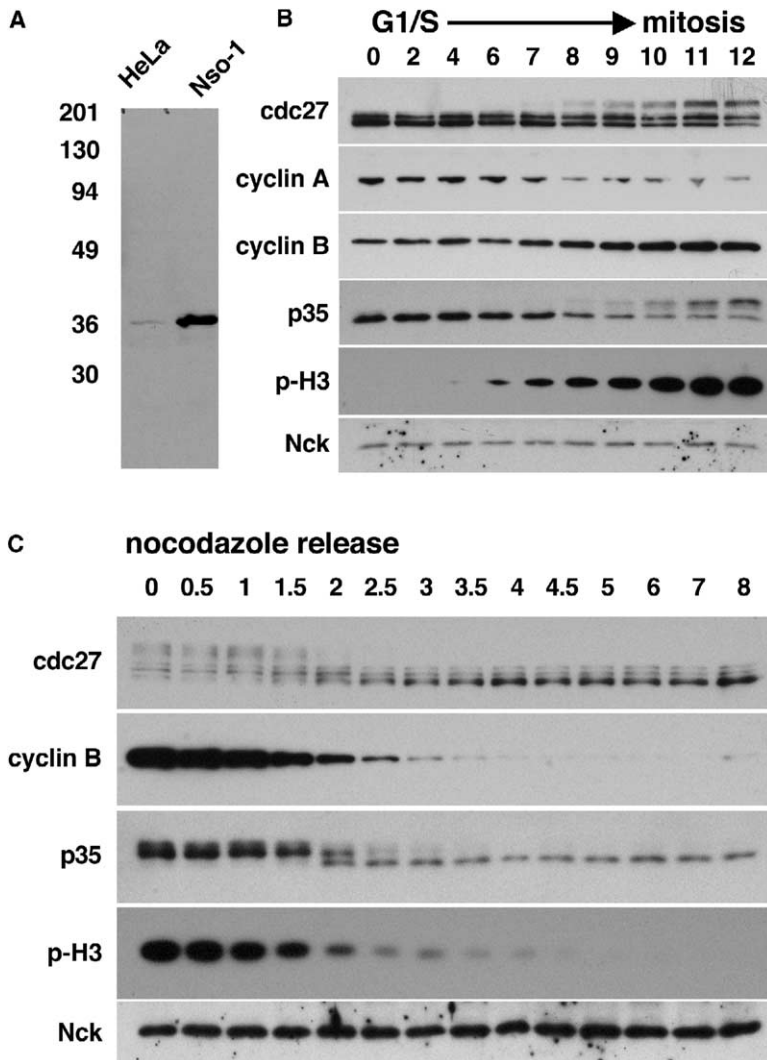 A
HeLa
Nso-1
201
130
94
49
36
30
B
G1/S mitosis
0 2 4 6 7 8 9 10 11 12
cdc27
cyclin A
cyclin B
p35
p-H3
Nck
C
nocodazole release
0 0.5 1 1.5 2 2.5 3 3.5 4 4.5 5 6 7 8
cdc27
cyclin B
p35
p-H3
Nck